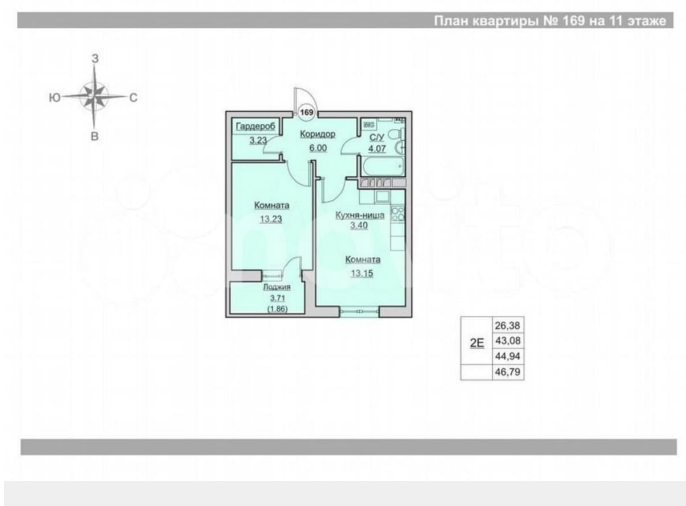 План квартиры № 169 на 11 этаже
З
Ю С
В
169
Гардероб
3.23
Коридор
6.00
С/У
4.07
Комната
13.23
Кухня-ниша
3.40
Комната
13.15
Лоджия
3.71
(1.86)
2Е
26,38
43,08
44,94
46,79